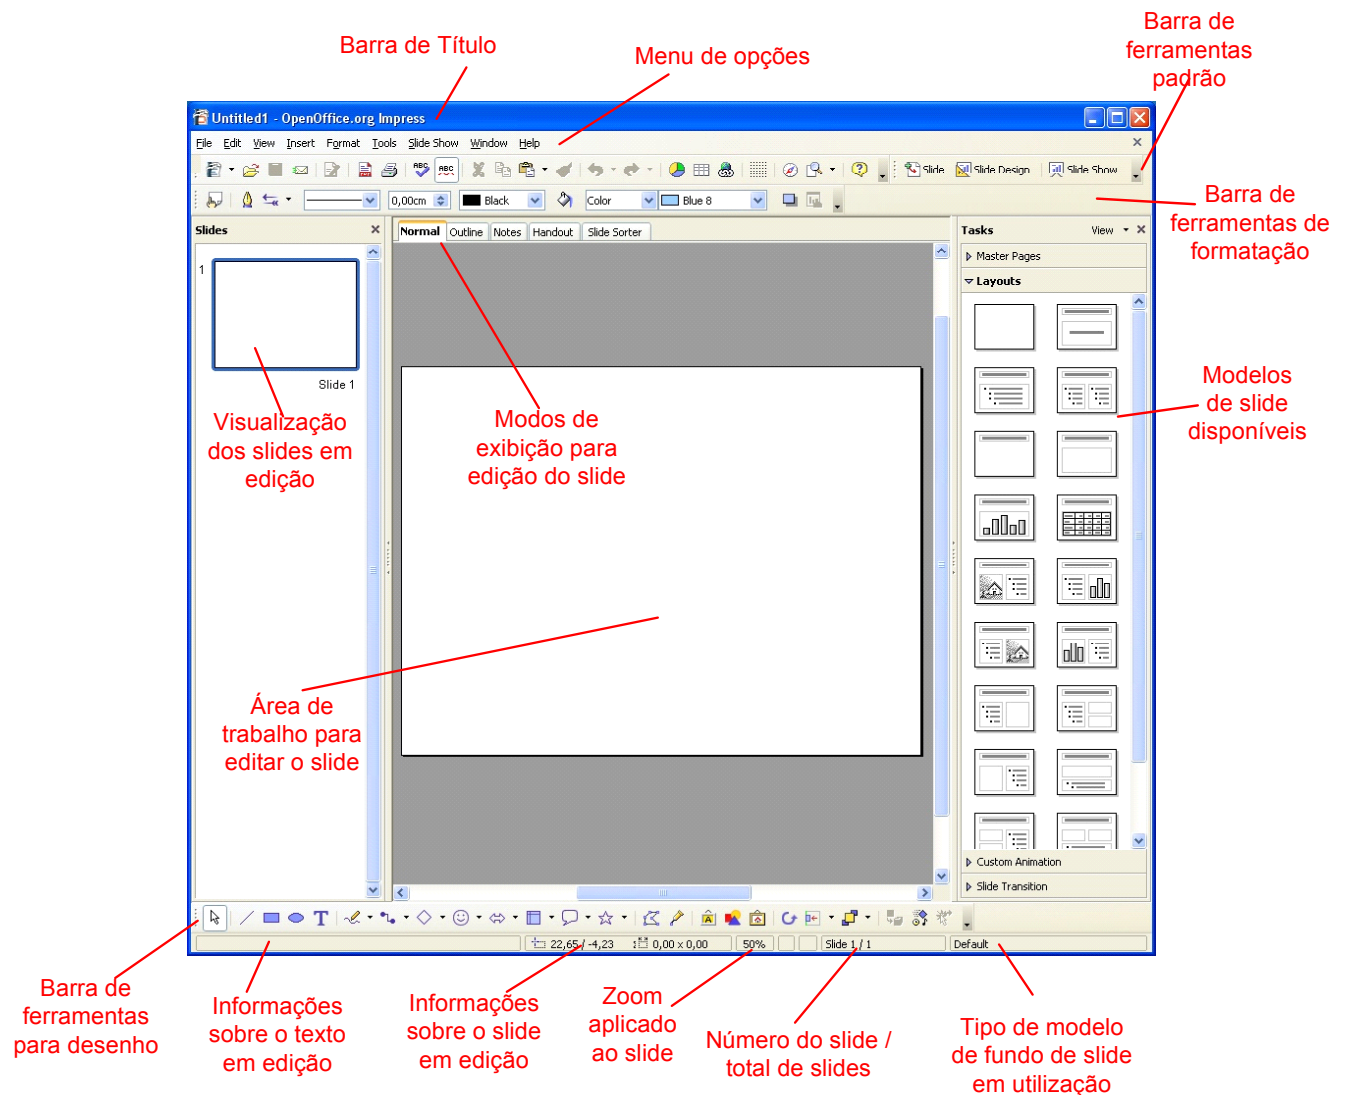 Barra de
ferramentas
padrão
Barra de Título
Menu de opções
Untitled1 - OpenOffice.org Impress
File Edit View Insert Format Tools Slide Show Window Help
ABC ABC Slide Slide Design Slide Show
0,00cm Black Color Blue 8
Barra de
ferramentas de
formatação
Slides
Normal Outline Notes Handout Slide Sorter
Tasks View
Master Pages
Layouts
1
Slide 1
Visualização
dos slides em
edição
Modos de
exibição para
edição do slide
Modelos
de slide
disponíveis
Área de
trabalho para
editar o slide
Custom Animation
Slide Transition
T A
22,65 / -4,23 0,00 x 0,00 50% Slide 1 / 1 Default
Barra de
ferramentas
para desenho
Informações
sobre o texto
em edição
Informações
sobre o slide
em edição
Zoom
aplicado
ao slide
Número do slide /
total de slides
Tipo de modelo
de fundo de slide
em utilização